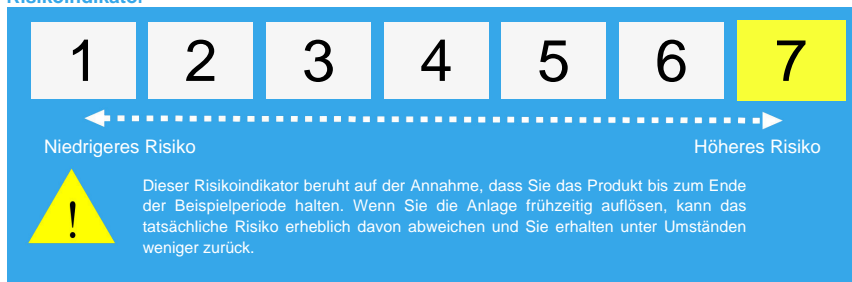 Risikoindikator
1 2 3 4 5 6 7
Niedrigeres Risiko Höheres Risiko
! Dieser Risikoindikator beruht auf der Annahme, dass Sie das Produkt bis zum Ende
der Beispielperiode halten. Wenn Sie die Anlage frühzeitig auflösen, kann das
tatsächliche Risiko erheblich davon abweichen und Sie erhalten unter Umständen
weniger zurück.